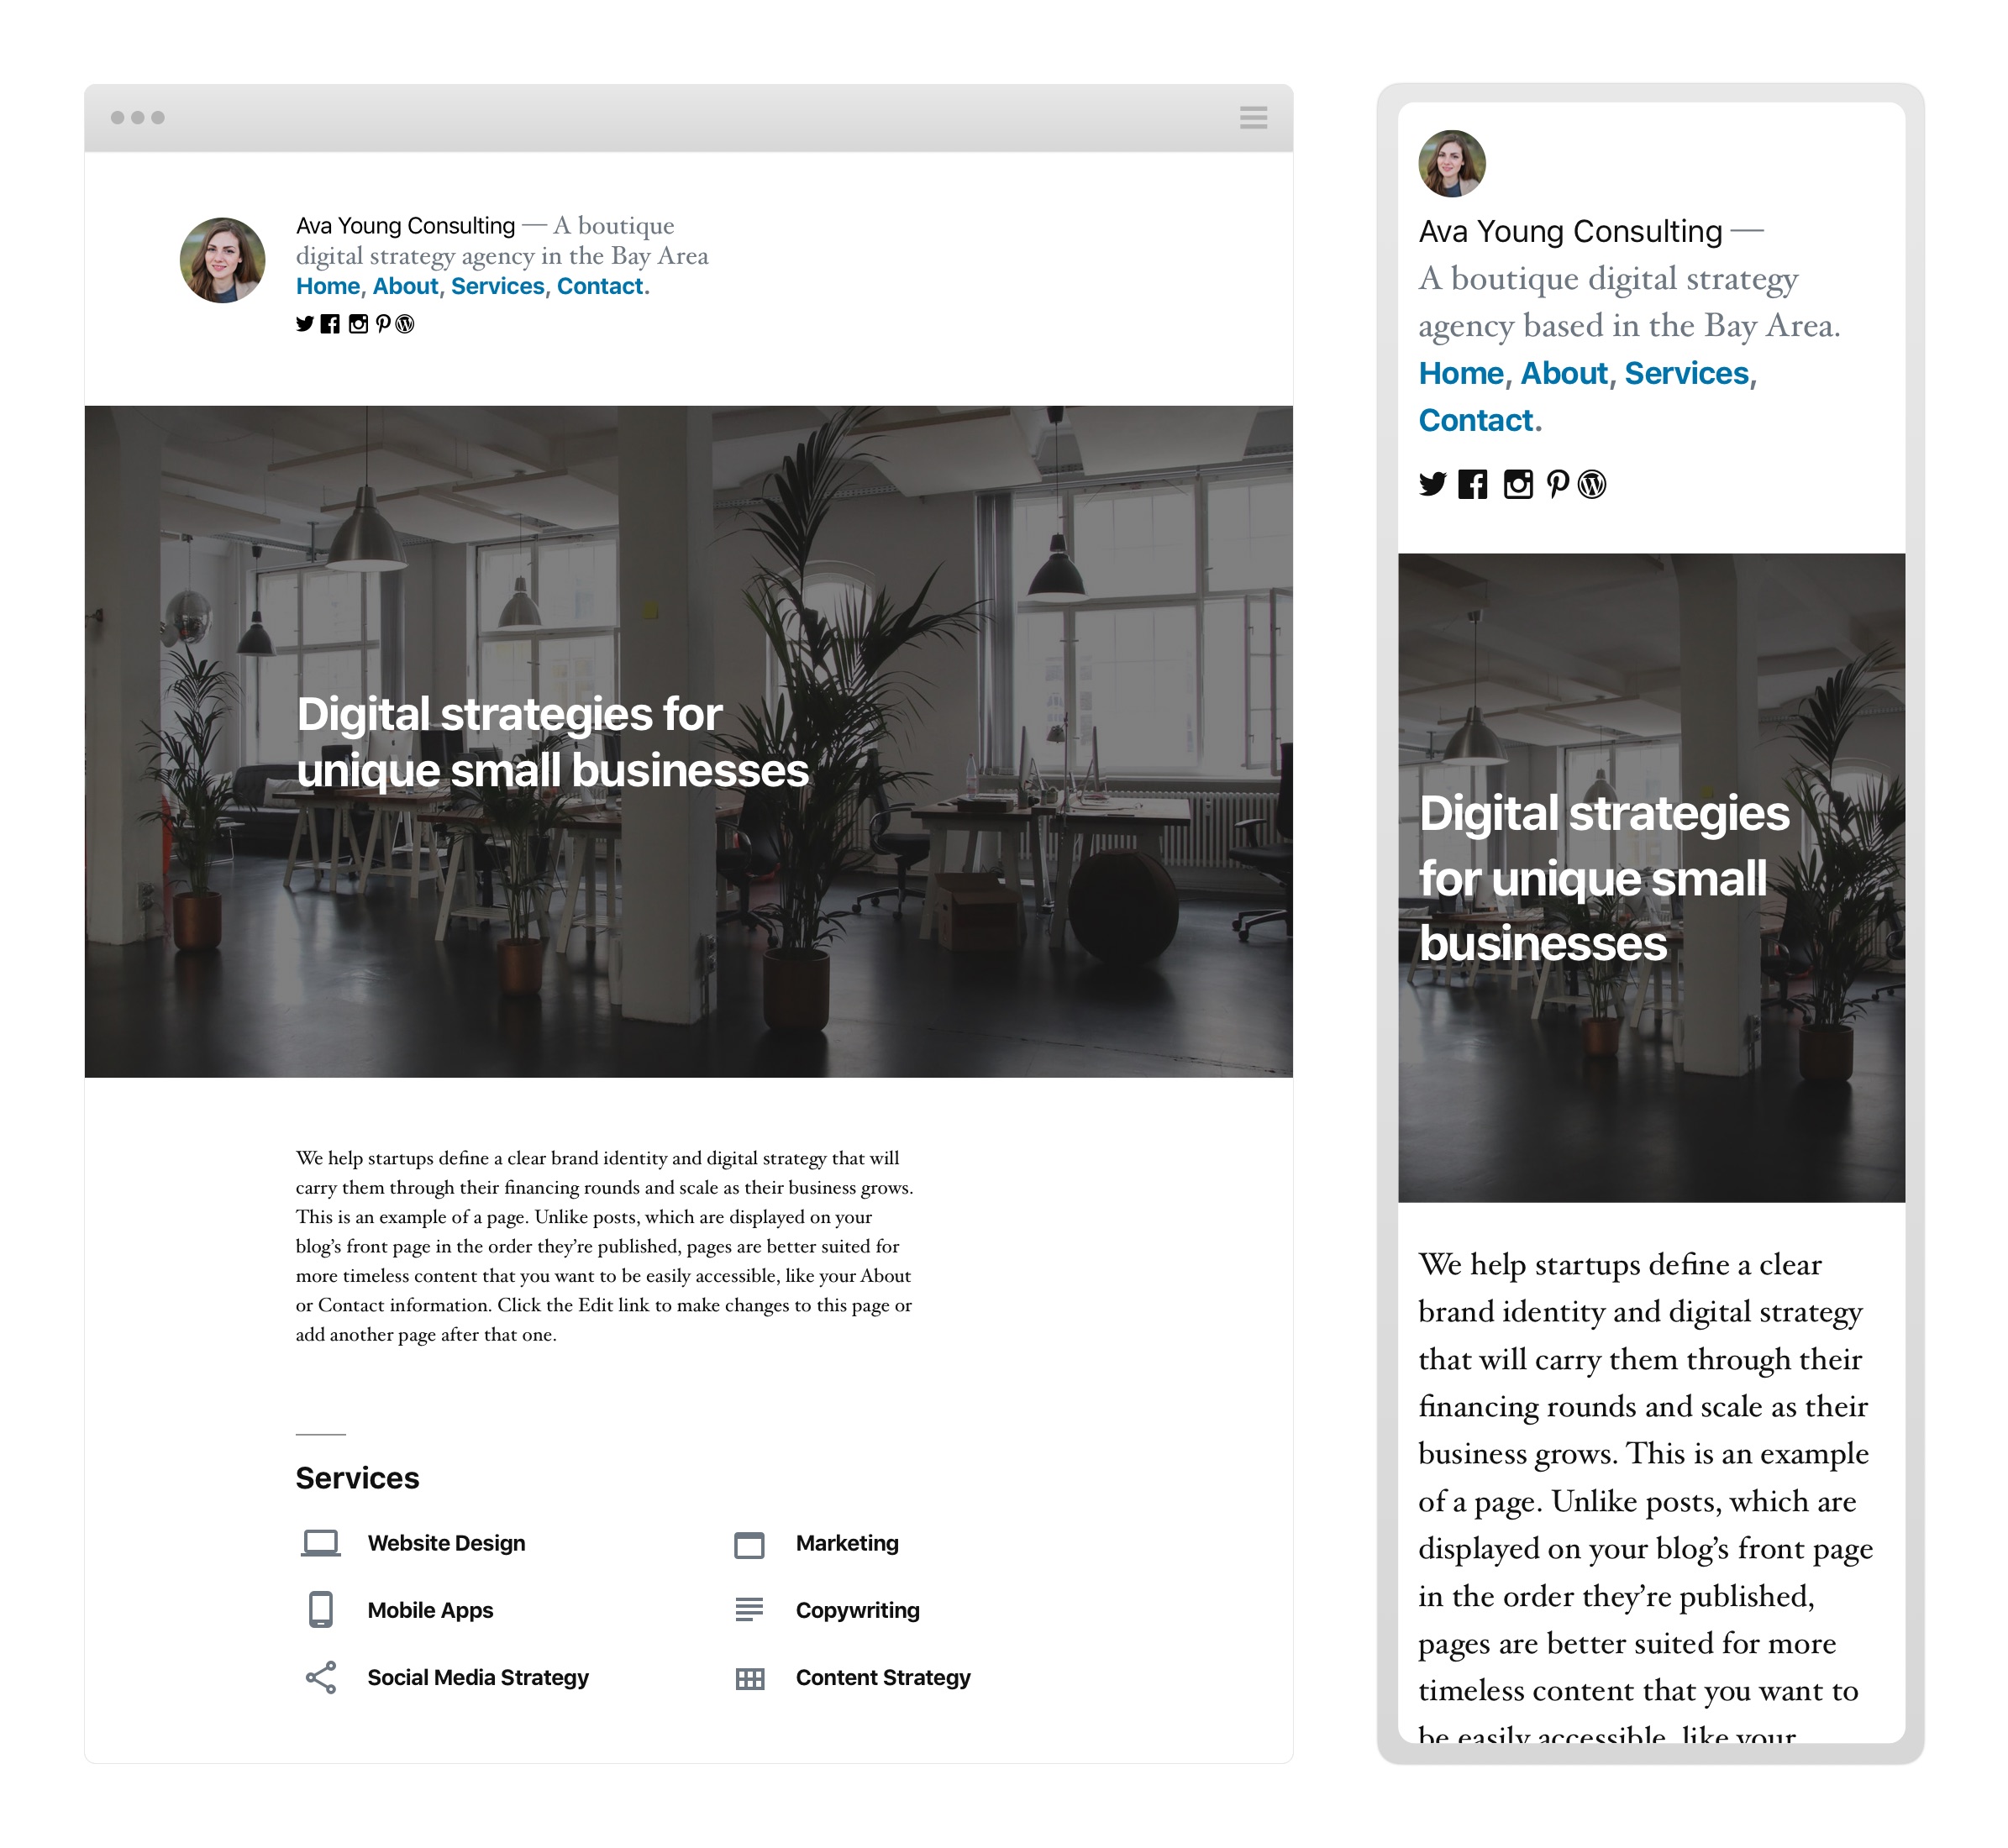 Ava Young Consulting — A boutique
digital strategy agency in the Bay Area
Home, About, Services, Contact.
Digital strategies for
unique small businesses
We help startups define a clear brand identity and digital strategy that will
carry them through their financing rounds and scale as their business grows.
This is an example of a page. Unlike posts, which are displayed on your
blog’s front page in the order they’re published, pages are better suited for
more timeless content that you want to be easily accessible, like your About
or Contact information. Click the Edit link to make changes to this page or
add another page after that one.
Services
Website Design
Marketing
Mobile Apps
Copywriting
Social Media Strategy
Content Strategy
Ava Young Consulting —
A boutique digital strategy
agency based in the Bay Area.
Home, About, Services,
Contact.
Digital strategies
for unique small
businesses
We help startups define a clear
brand identity and digital strategy
that will carry them through their
financing rounds and scale as their
business grows. This is an example
of a page. Unlike posts, which are
displayed on your blog’s front page
in the order they’re published,
pages are better suited for more
timeless content that you want to
be easily accessible, like your